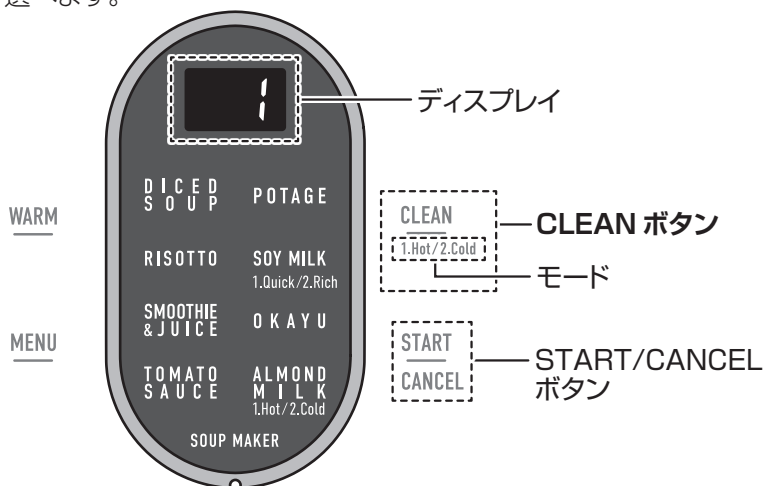 選べます。
1
ディスプレイ
DICED
SOUP
POTAGE
WARM
CLEAN
1.Hot/2.Cold
CLEAN ボタン
モード
RISOTTO
SOY MILK
1.Quick/2.Rich
MENU
SMOOTHIE
&JUICE
OKAYU
START
CANCEL
START/CANCEL
ボタン
TOMATO
SAUCE
ALMOND
MILK
1.Hot/2.Cold
SOUP MAKER